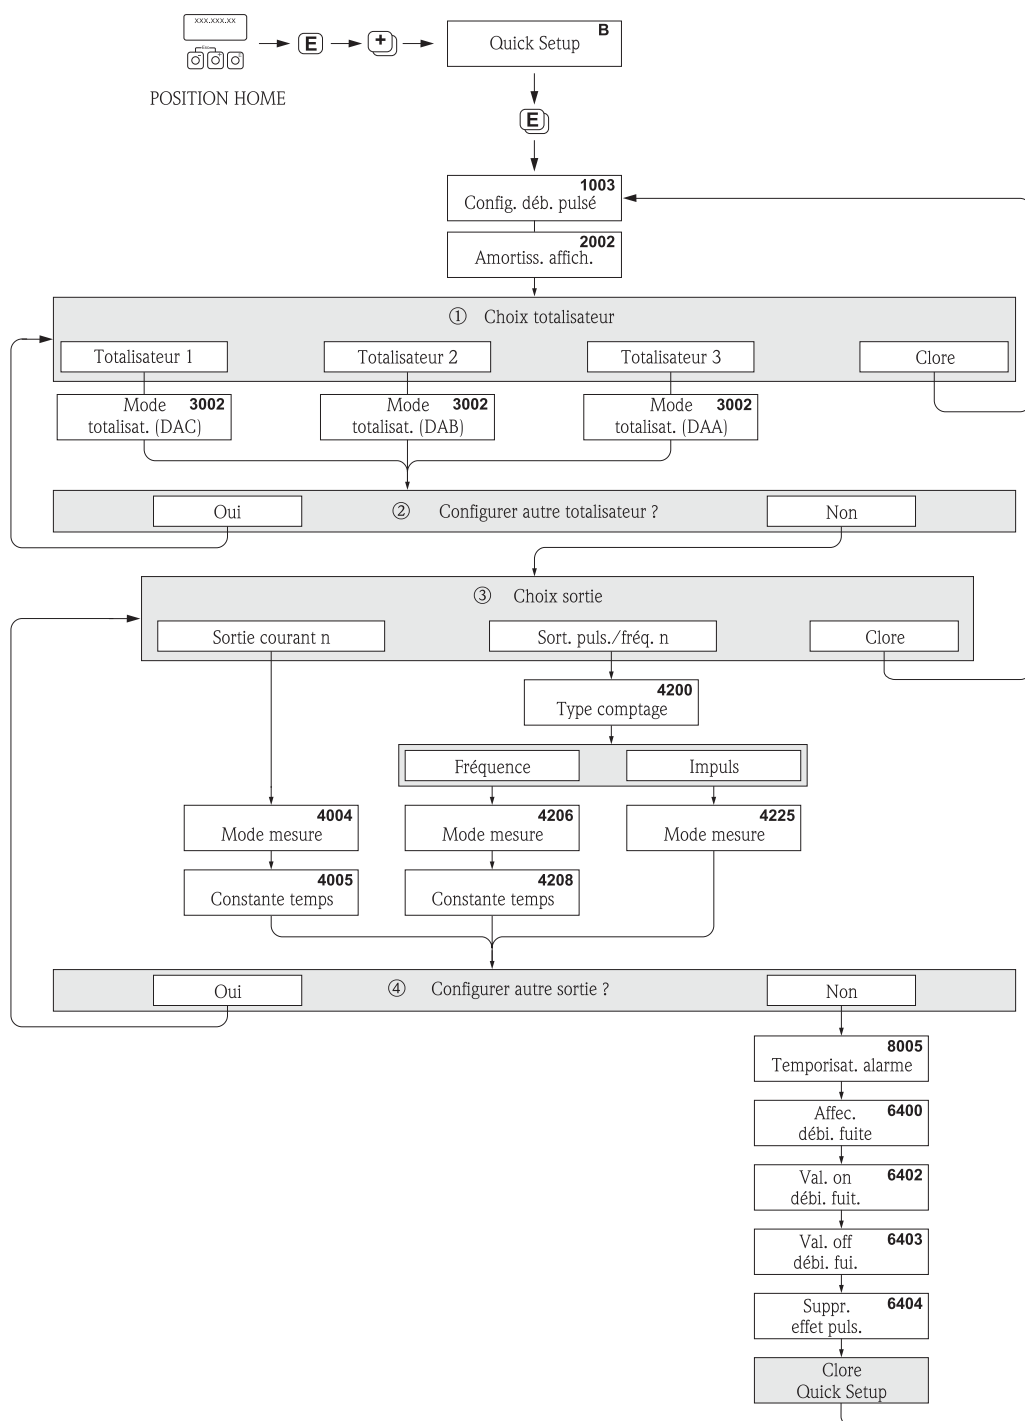 xxx.xxx.xx
Esc
E
+
B
Quick Setup
POSITION HOME
E
1003
Config. déb. pulsé
2002
Amortiss. affich.
① Choix totalisateur
Totalisateur 1
Totalisateur 2
Totalisateur 3
Clore
Mode 3002
totalisat. (DAC)
Mode 3002
totalisat. (DAB)
Mode 3002
totalisat. (DAA)
Oui
② Configurer autre totalisateur ?
Non
③ Choix sortie
Sortie courant n
Sort. puls./fréq. n
Clore
4200
Type comptage
Fréquence
Impuls
4004
Mode mesure
4206
Mode mesure
4225
Mode mesure
4005
Constante temps
4208
Constante temps
Oui
④ Configurer autre sortie ?
Non
8005
Temporisat. alarme
Affec. 6400
débi. fuite
Val. on 6402
débi. fuit.
Val. off 6403
débi. fui.
Suppr. 6404
effet puls.
Clore
Quick Setup